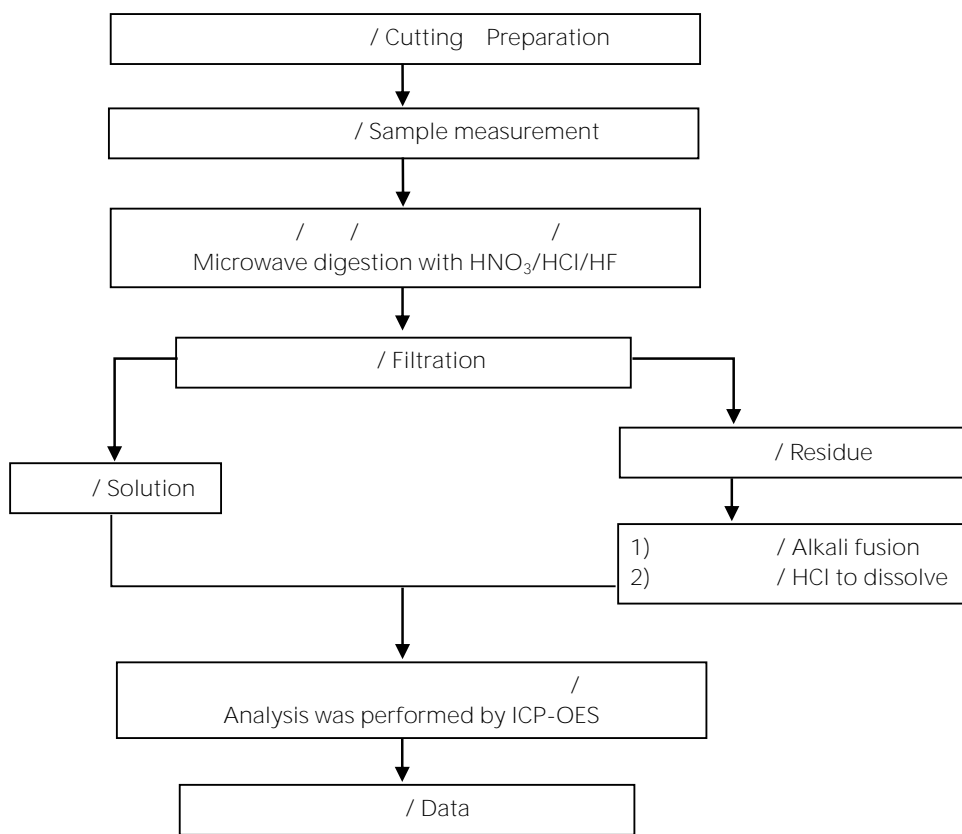 / Cutting Preparation
/ Sample measurement
/ / /
Microwave digestion with HNO₃/HCl/HF
/ Filtration
/ Residue
/ Solution
1) / Alkali fusion
2) / HCl to dissolve
/
Analysis was performed by ICP-OES
/ Data